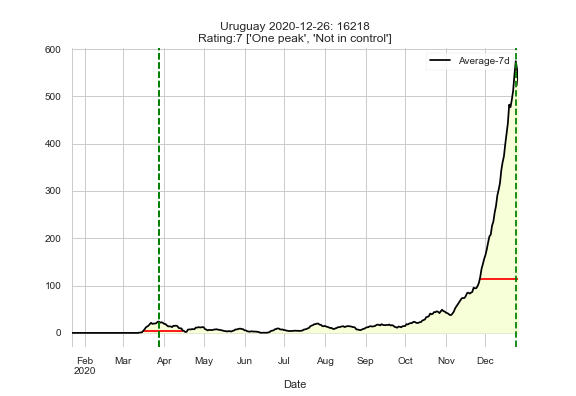 Uruguay 2020-12-26: 16218
Rating:7 ['One peak', 'Not in control']
Average-7d
600
500
400
300
200
100
0
Feb Mar Apr May Jun Jul Aug Sep Oct Nov Dec
2020
Date